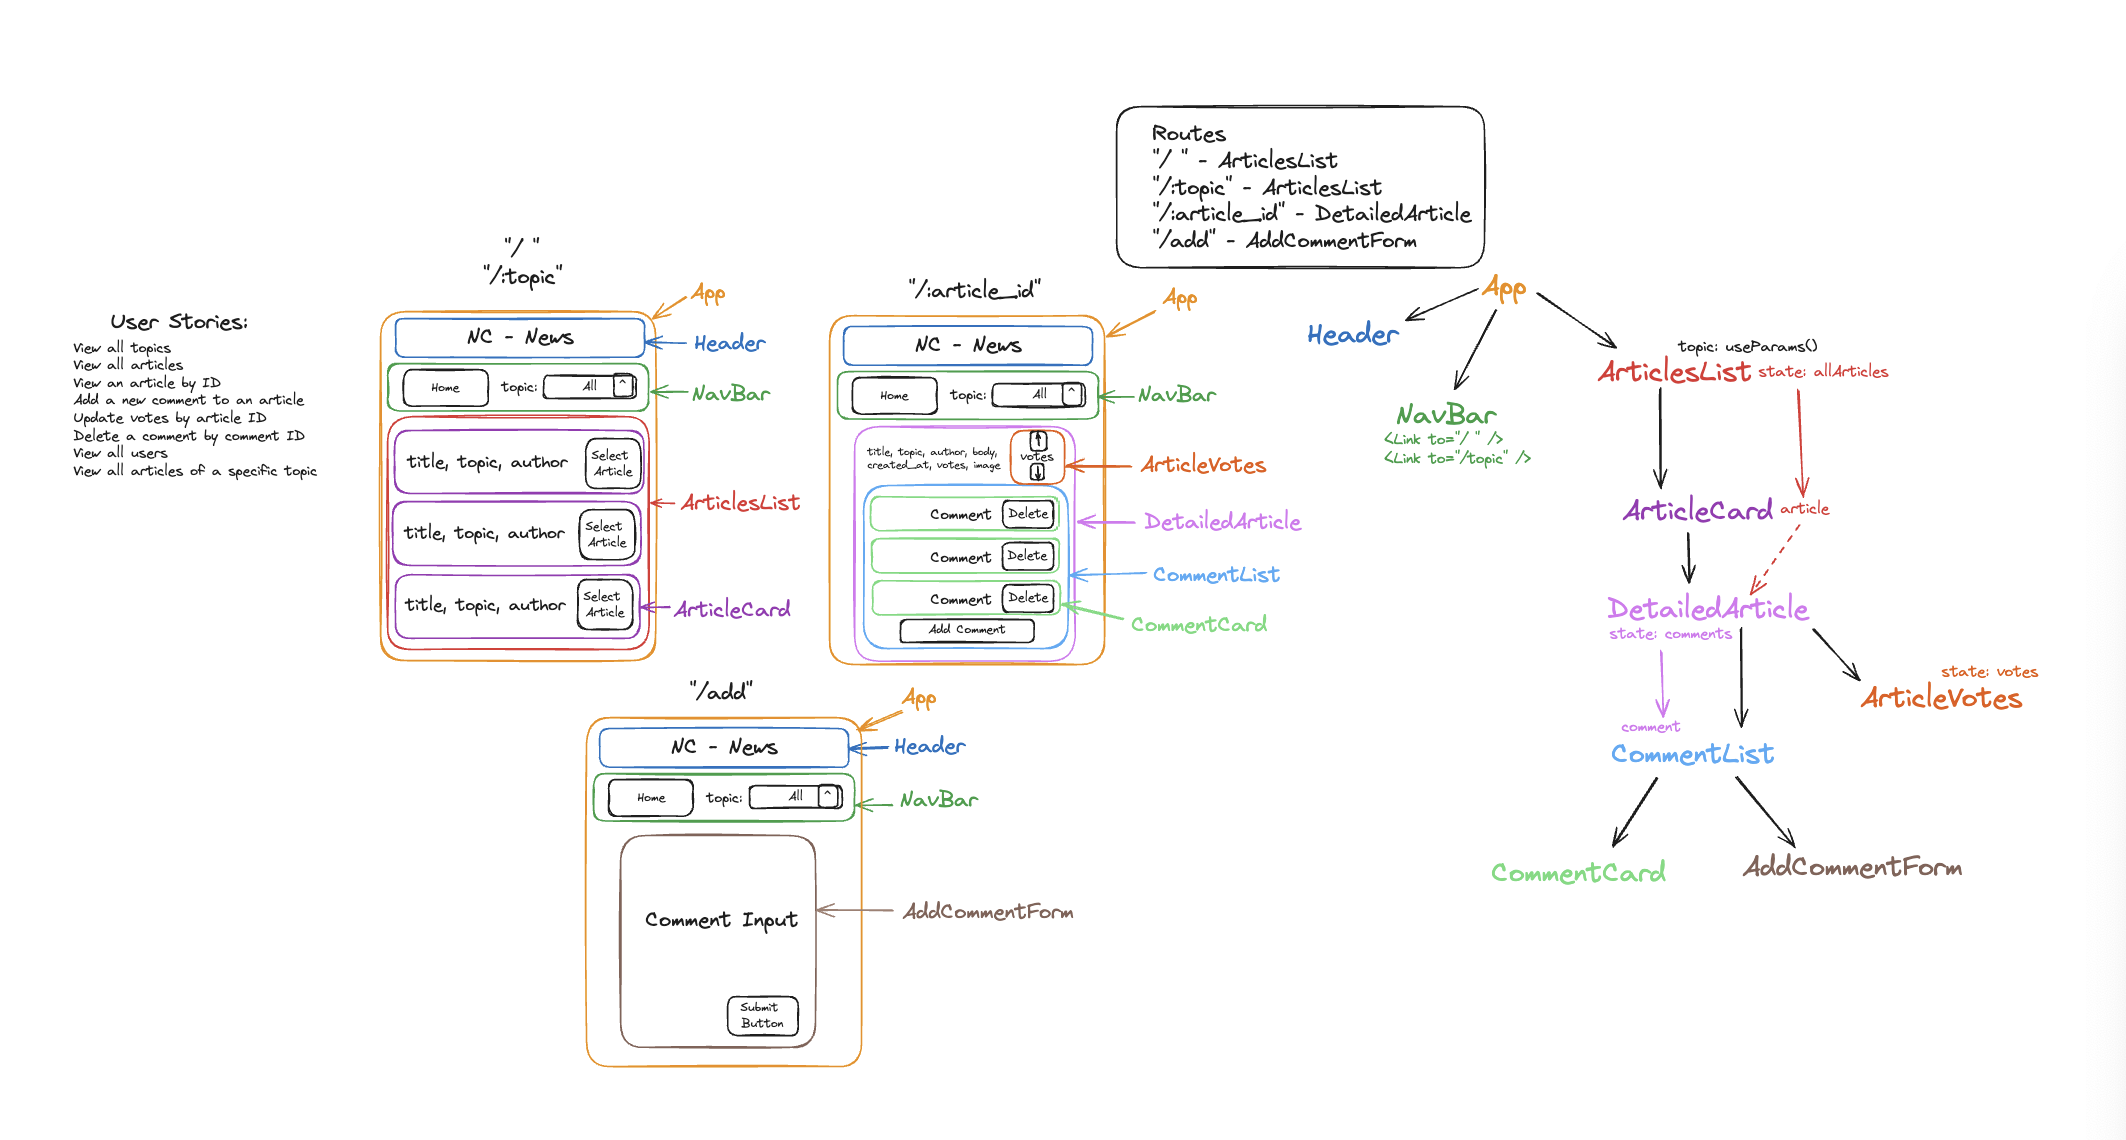 User Stories:
View all topics
View all articles
View an article by ID
Add a new comment to an article
Update votes by article ID
Delete a comment by comment ID
View all users
View all articles of a specific topic
"/ "
"/:topic"
App
NC - News
Header
Home
topic:
All
^
NavBar
title, topic, author
Select
Article
title, topic, author
Select
Article
ArticlesList
title, topic, author
Select
Article
ArticleCard
"/:article_id"
App
NC - News
Home
topic:
All
^
NavBar
title, topic, author, body,
created_at, votes, image
votes
ArticleVotes
Comment
Delete
DetailedArticle
Comment
Delete
CommentList
Comment
Delete
CommentCard
Add Comment
"/add"
App
NC - News
Header
Home
topic:
All
^
NavBar
Comment Input
AddCommentForm
Submit
Button
Routes
"/ " - ArticlesList
"/:topic" - ArticlesList
"/:article_id" - DetailedArticle
"/add" - AddCommentForm
App
Header
NavBar
<Link to="/ " />
<Link to="/topic" />
topic: useParams()
ArticlesList
state: allArticles
ArticleCard
article
DetailedArticle
state: comments
state: votes
ArticleVotes
comment
CommentList
CommentCard
AddCommentForm